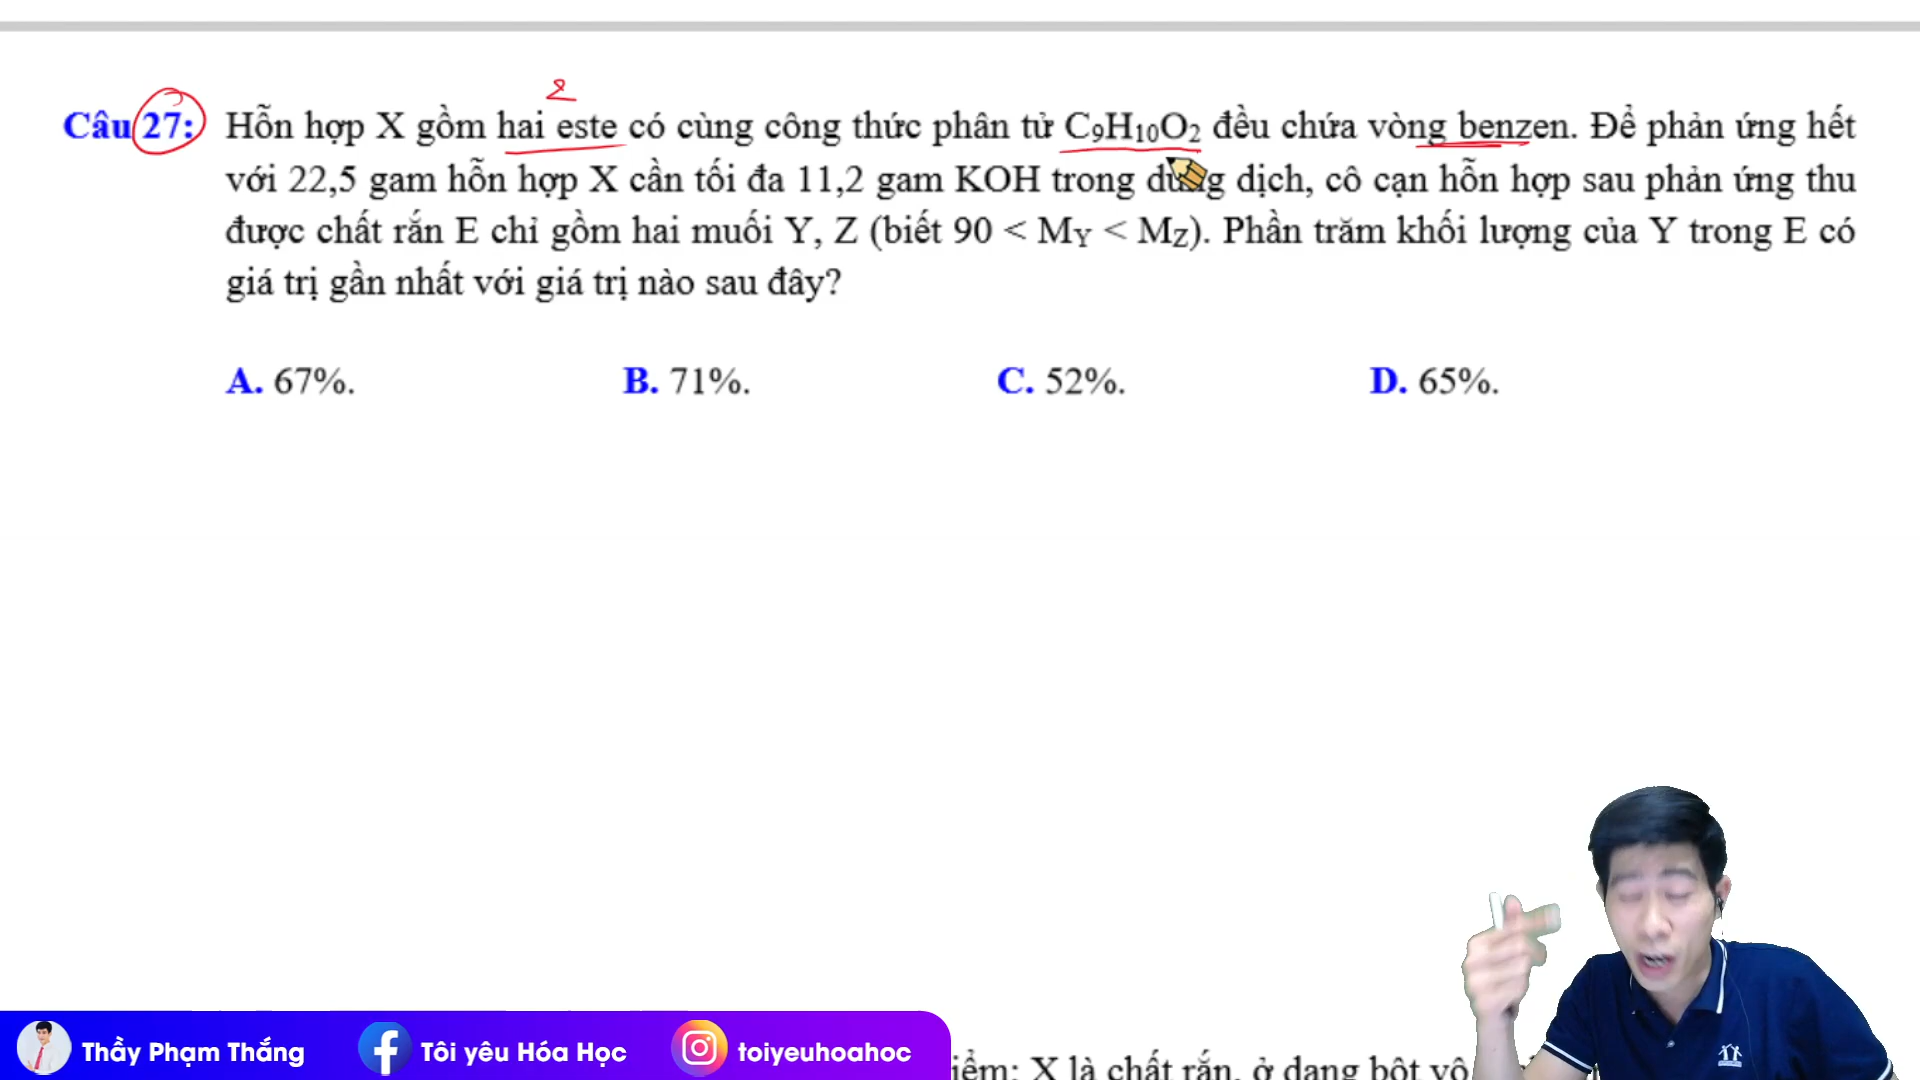 2
Câu 27: Hỗn hợp X gồm hai este có cùng công thức phân tử C₉H₁₀O₂ đều chứa vòng benzen. Để phản ứng hết
với 22,5 gam hỗn hợp X cần tối đa 11,2 gam KOH trong dung dịch, cô cạn hỗn hợp sau phản ứng thu
được chất rắn E chỉ gồm hai muối Y, Z (biết 90 < M_Y < M_Z). Phần trăm khối lượng của Y trong E có
giá trị gần nhất với giá trị nào sau đây?
A. 67%. B. 71%. C. 52%. D. 65%.
Thầy Phạm Thắng Tôi yêu Hóa Học toiyeuhoahoc
iểm: X là chất rắn, ở dạng bột vô